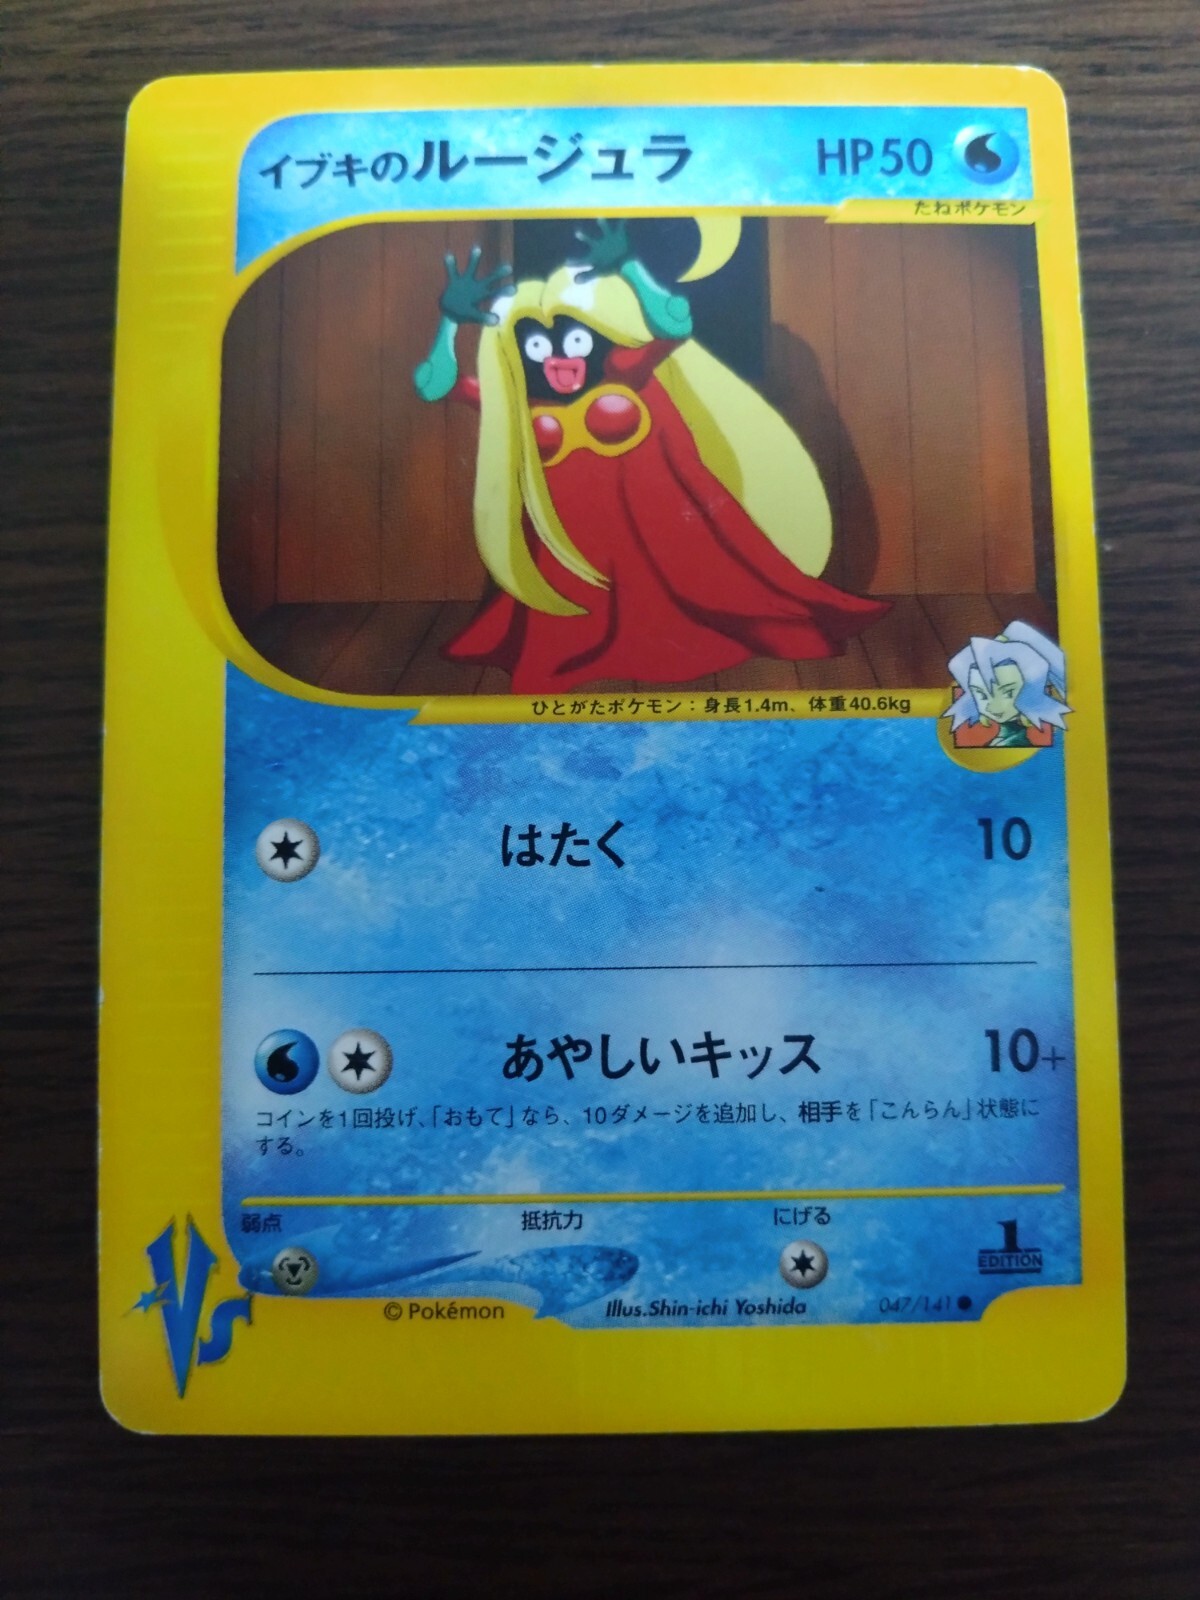 イブキのルージュラ HP50
たねポケモン
ひとがたポケモン：身長1.4m、体重40.6kg
はたく 10
あやしいキッス 10+
コインを1回投げ、「おもて」なら、10ダメージを追加し、相手を「こんらん」状態に
する。
弱点 抵抗力 にげる
1
EDITION
Vs
© Pokémon Illus.Shin-ichi Yoshida 047/141